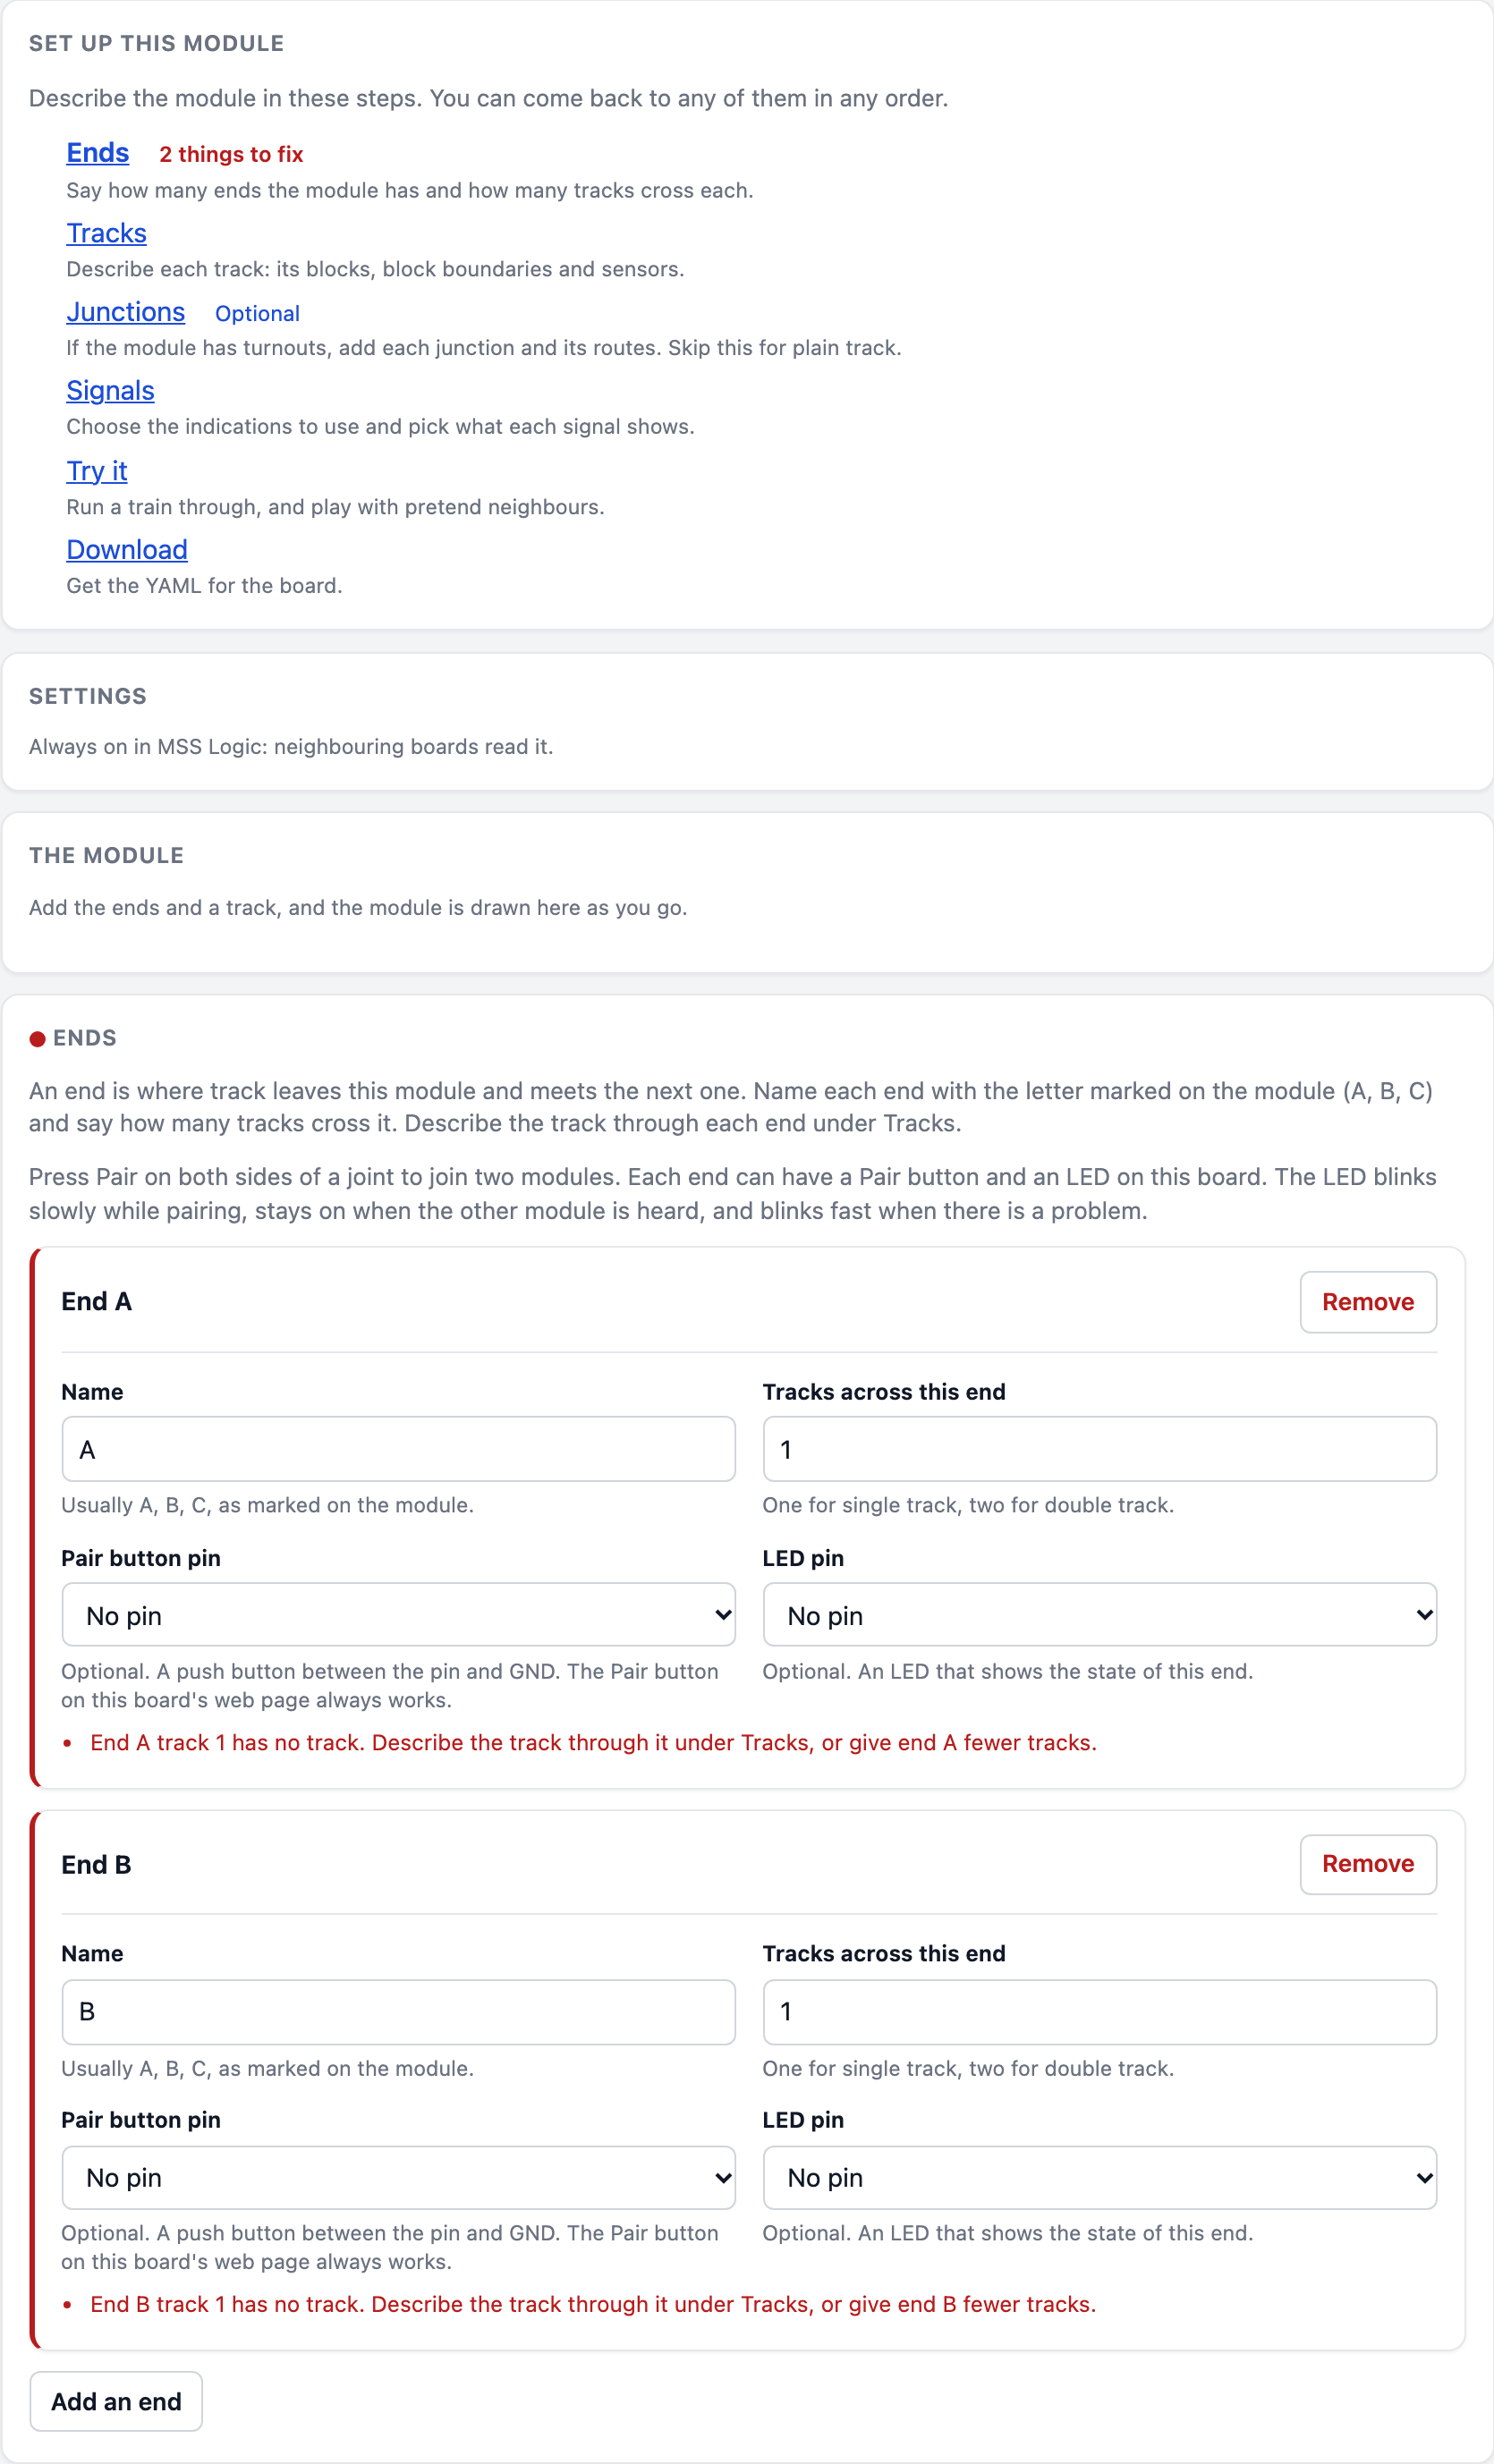 SET UP THIS MODULE
Describe the module in these steps. You can come back to any of them in any order.
Ends 2 things to fix
Say how many ends the module has and how many tracks cross each.
Tracks
Describe each track: its blocks, block boundaries and sensors.
Junctions Optional
If the module has turnouts, add each junction and its routes. Skip this for plain track.
Signals
Choose the indications to use and pick what each signal shows.
Try it
Run a train through, and play with pretend neighbours.
Download
Get the YAML for the board.
SETTINGS
Always on in MSS Logic: neighbouring boards read it.
THE MODULE
Add the ends and a track, and the module is drawn here as you go.
ENDS
An end is where track leaves this module and meets the next one. Name each end with the letter marked on the module (A, B, C)
and say how many tracks cross it. Describe the track through each end under Tracks.
Press Pair on both sides of a joint to join two modules. Each end can have a Pair button and an LED on this board. The LED blinks
slowly while pairing, stays on when the other module is heard, and blinks fast when there is a problem.
End A Remove
Name Tracks across this end
A 1
Usually A, B, C, as marked on the module. One for single track, two for double track.
Pair button pin LED pin
No pin No pin
Optional. A push button between the pin and GND. The Pair button Optional. An LED that shows the state of this end.
on this board's web page always works.
• End A track 1 has no track. Describe the track through it under Tracks, or give end A fewer tracks.
End B Remove
Name Tracks across this end
B 1
Usually A, B, C, as marked on the module. One for single track, two for double track.
Pair button pin LED pin
No pin No pin
Optional. A push button between the pin and GND. The Pair button Optional. An LED that shows the state of this end.
on this board's web page always works.
• End B track 1 has no track. Describe the track through it under Tracks, or give end B fewer tracks.
Add an end